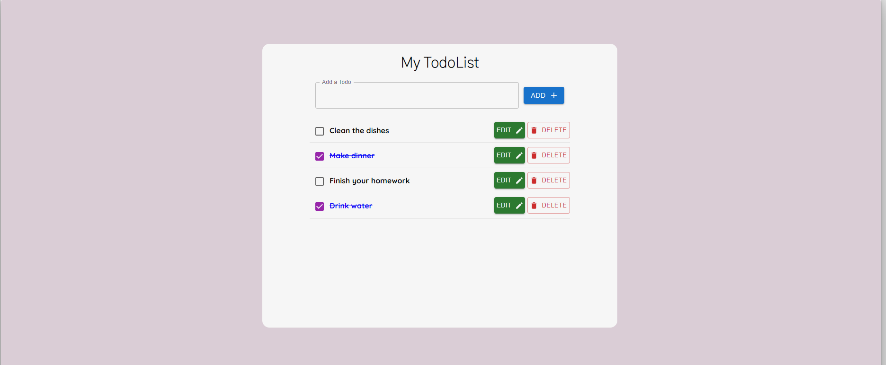 My TodoList
Add a Todo
ADD
Clean the dishes EDIT DELETE
Make dinner EDIT DELETE
Finish your homework EDIT DELETE
Drink water EDIT DELETE